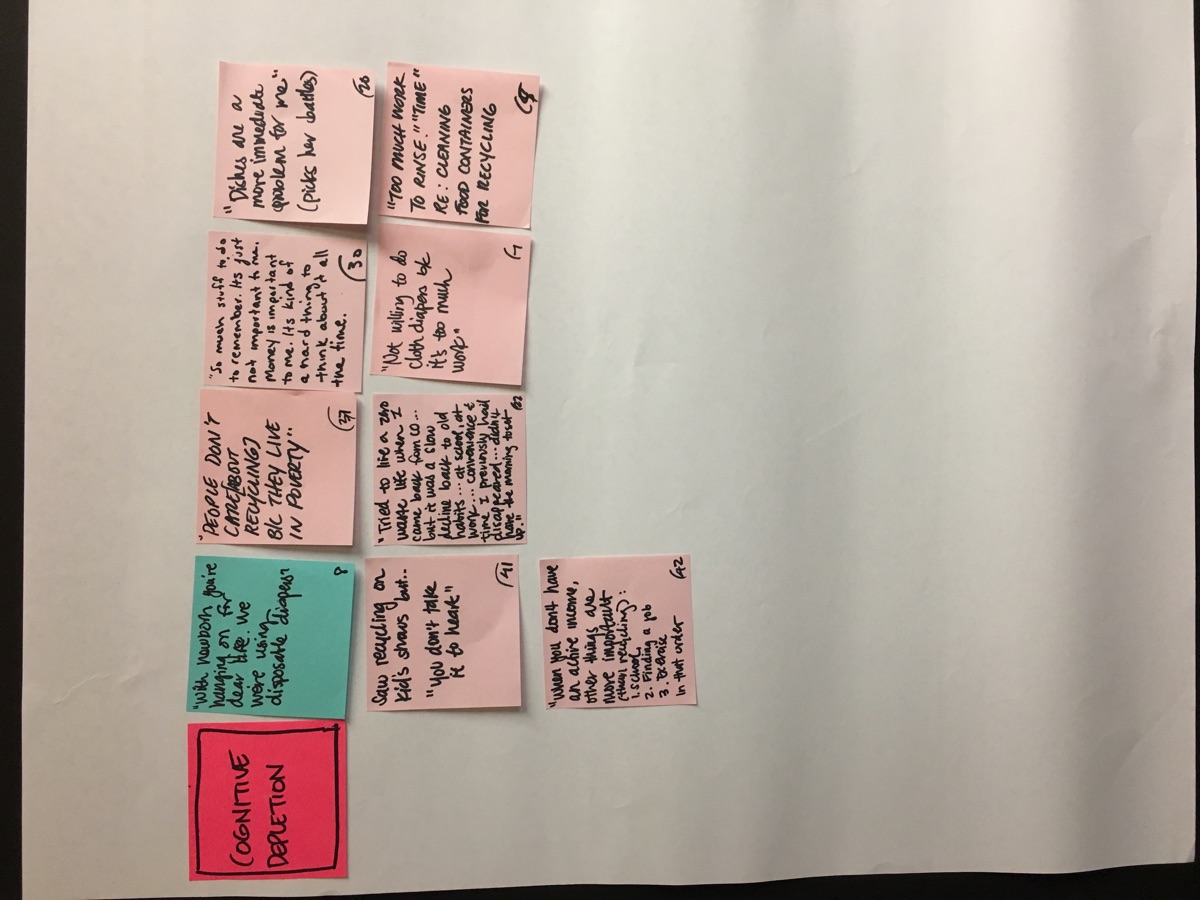 COGNITIVE
DEPLETION
"With newborn you're
hanging on for
dear life. We
were using
disposable diapers"
8
"PEOPLE DON'T
CARE (ABOUT
RECYCLING)
B/C THEY LIVE
IN POVERTY"
37
"So much stuff to do
to remember. Its just
not important to me.
Money is important
to me. Its kind of
a hard thing to
think about it all
the time.
30
"Dishes are a
more immediate
problem for me"
(picks her battles)
26
Saw recycling on
kids shows but..
"You don't take
it to heart"
41
"Tried to live a zero
waste life when I
came back from CO...
but it was a slow
decline back to old
habits... at school, at
work.... convenience &
time I previously had
disappeared... didn't
have the morning to set
up."
"Not willing to do
cloth diapers b/c
it's too much
work"
"TOO MUCH WORK
TO RINSE." "TIME"
RE: CLEANING
FOOD CONTAINERS
FOR RECYCLING
"When you don't have
an active income,
other things are
more important
(than recycling):
1. School
2. Finding a job
3. Exercise
In that order
42